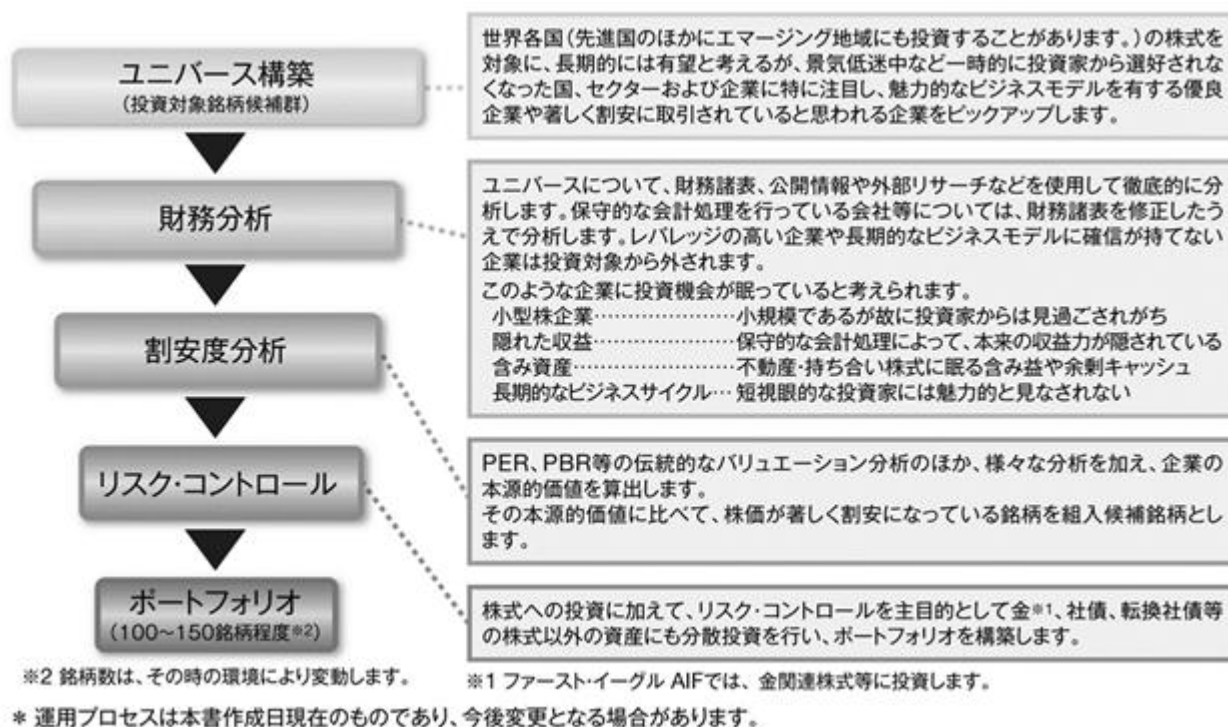 ユニバース構築
(投資対象銘柄候補群)
世界各国(先進国のほかにエマージング地域にも投資することがあります。)の株式を
対象に、長期的には有望と考えるが、景気低迷中など一時的に投資家から選好されな
くなった国、セクターおよび企業に特に注目し、魅力的なビジネスモデルを有する優良
企業や著しく割安に取引されていると思われる企業をピックアップします。
財務分析
ユニバースについて、財務諸表、公開情報や外部リサーチなどを使用して徹底的に分
析します。保守的な会計処理を行っている会社等については、財務諸表を修正したう
えで分析します。レバレッジの高い企業や長期的なビジネスモデルに確信が持てない
企業は投資対象から外されます。
このような企業に投資機会が眠っていると考えられます。
小型株企業…………………小規模であるが故に投資家からは見過ごされがち
隠れた収益…………………保守的な会計処理によって、本来の収益力が隠されている
含み資産……………………不動産・持ち合い株式に眠る含み益や余剰キャッシュ
長期的なビジネスサイクル…短視眼的な投資家には魅力的と見なされない
割安度分析
PER、PBR等の伝統的なバリュエーション分析のほか、様々な分析を加え、企業の
本源的価値を算出します。
その本源的価値に比べて、株価が著しく割安になっている銘柄を組入候補銘柄とし
ます。
リスク・コントロール
株式への投資に加えて、リスク・コントロールを主目的として金※1、社債、転換社債等
の株式以外の資産にも分散投資を行い、ポートフォリオを構築します。
ポートフォリオ
(100〜150銘柄程度※2)
※2 銘柄数は、その時の環境により変動します。
※1 ファースト・イーグル AIFでは、金関連株式等に投資します。
* 運用プロセスは本書作成日現在のものであり、今後変更となる場合があります。